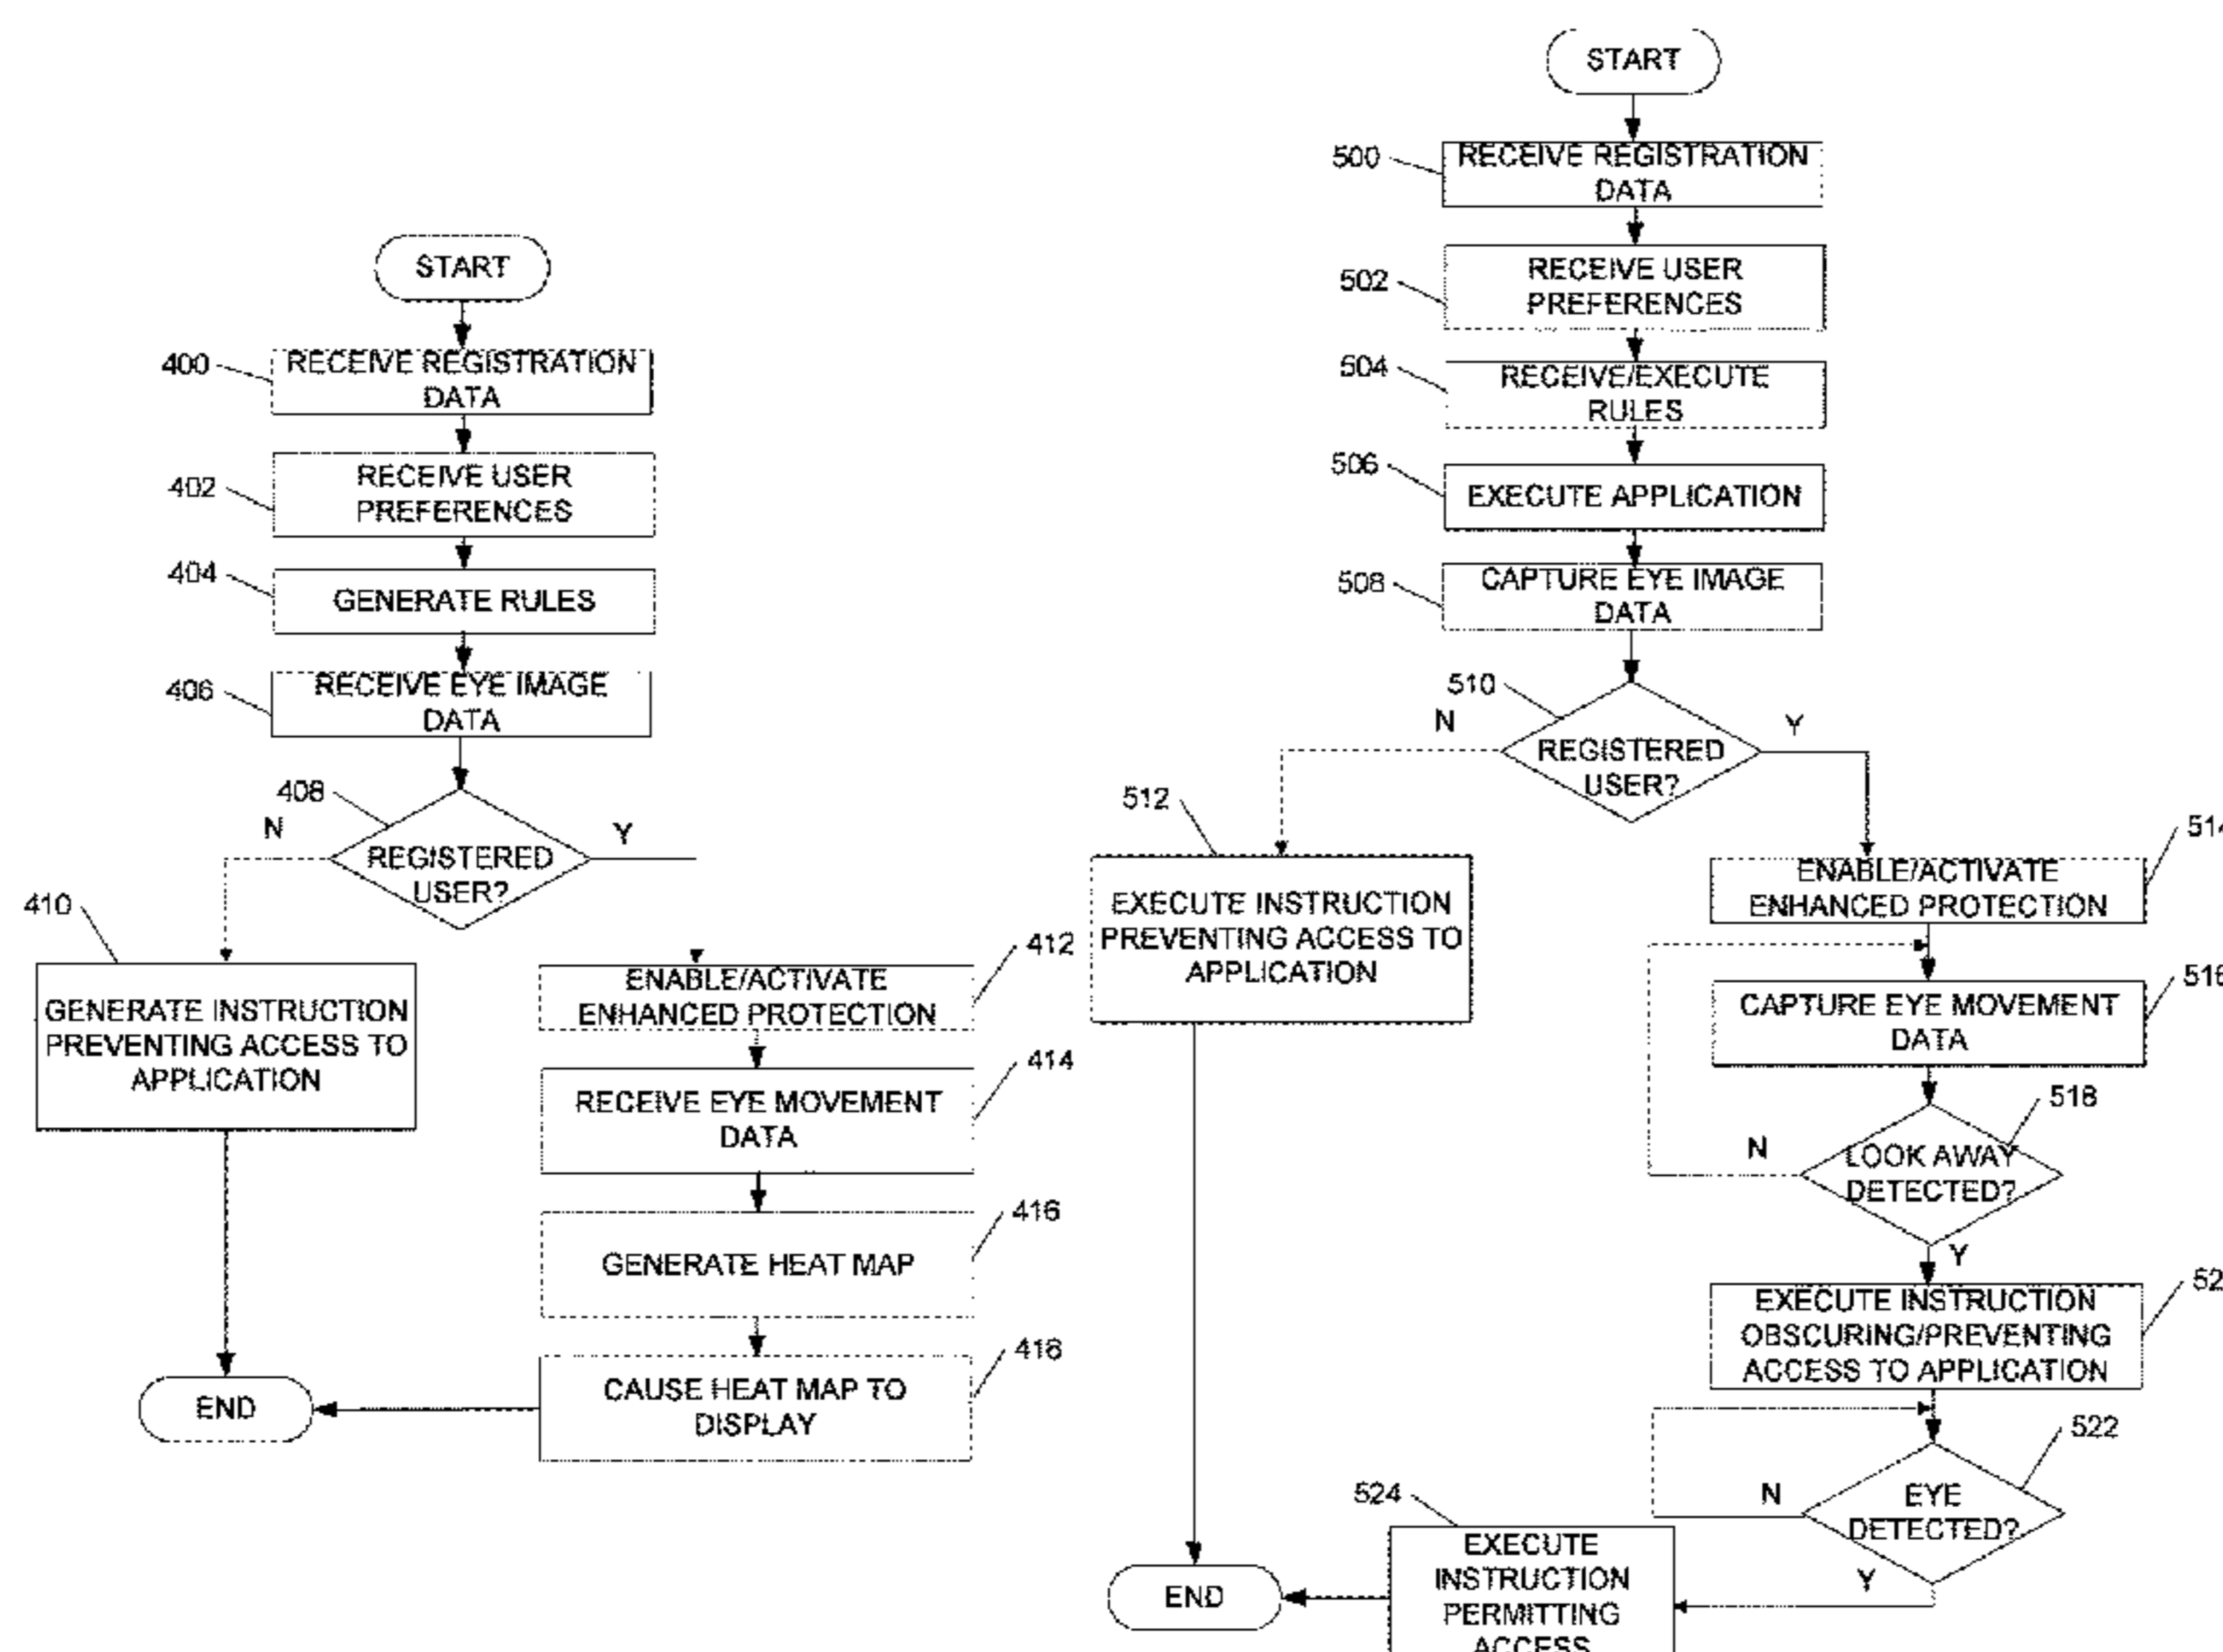 START
400
RECEIVE REGISTRATION
DATA
402
RECEIVE USER
PREFERENCES
404
GENERATE RULES
406
RECEIVE EYE IMAGE
DATA
408
N
Y
REGISTERED
USER?
410
GENERATE INSTRUCTION
PREVENTING ACCESS TO
APPLICATION
412
ENABLE/ACTIVATE
ENHANCED PROTECTION
414
RECEIVE EYE MOVEMENT
DATA
416
GENERATE HEAT MAP
418
CAUSE HEAT MAP TO
DISPLAY
END
START
500
RECEIVE REGISTRATION
DATA
502
RECEIVE USER
PREFERENCES
504
RECEIVE/EXECUTE
RULES
506
EXECUTE APPLICATION
508
CAPTURE EYE IMAGE
DATA
510
N
Y
REGISTERED
USER?
512
EXECUTE INSTRUCTION
PREVENTING ACCESS TO
APPLICATION
514
ENABLE/ACTIVATE
ENHANCED PROTECTION
516
CAPTURE EYE MOVEMENT
DATA
518
N
LOOK AWAY
DETECTED?
Y
52
EXECUTE INSTRUCTION
OBSCURING/PREVENTING
ACCESS TO APPLICATION
522
N
EYE
DETECTED?
Y
524
EXECUTE
INSTRUCTION
PERMITTING
ACCESS
END